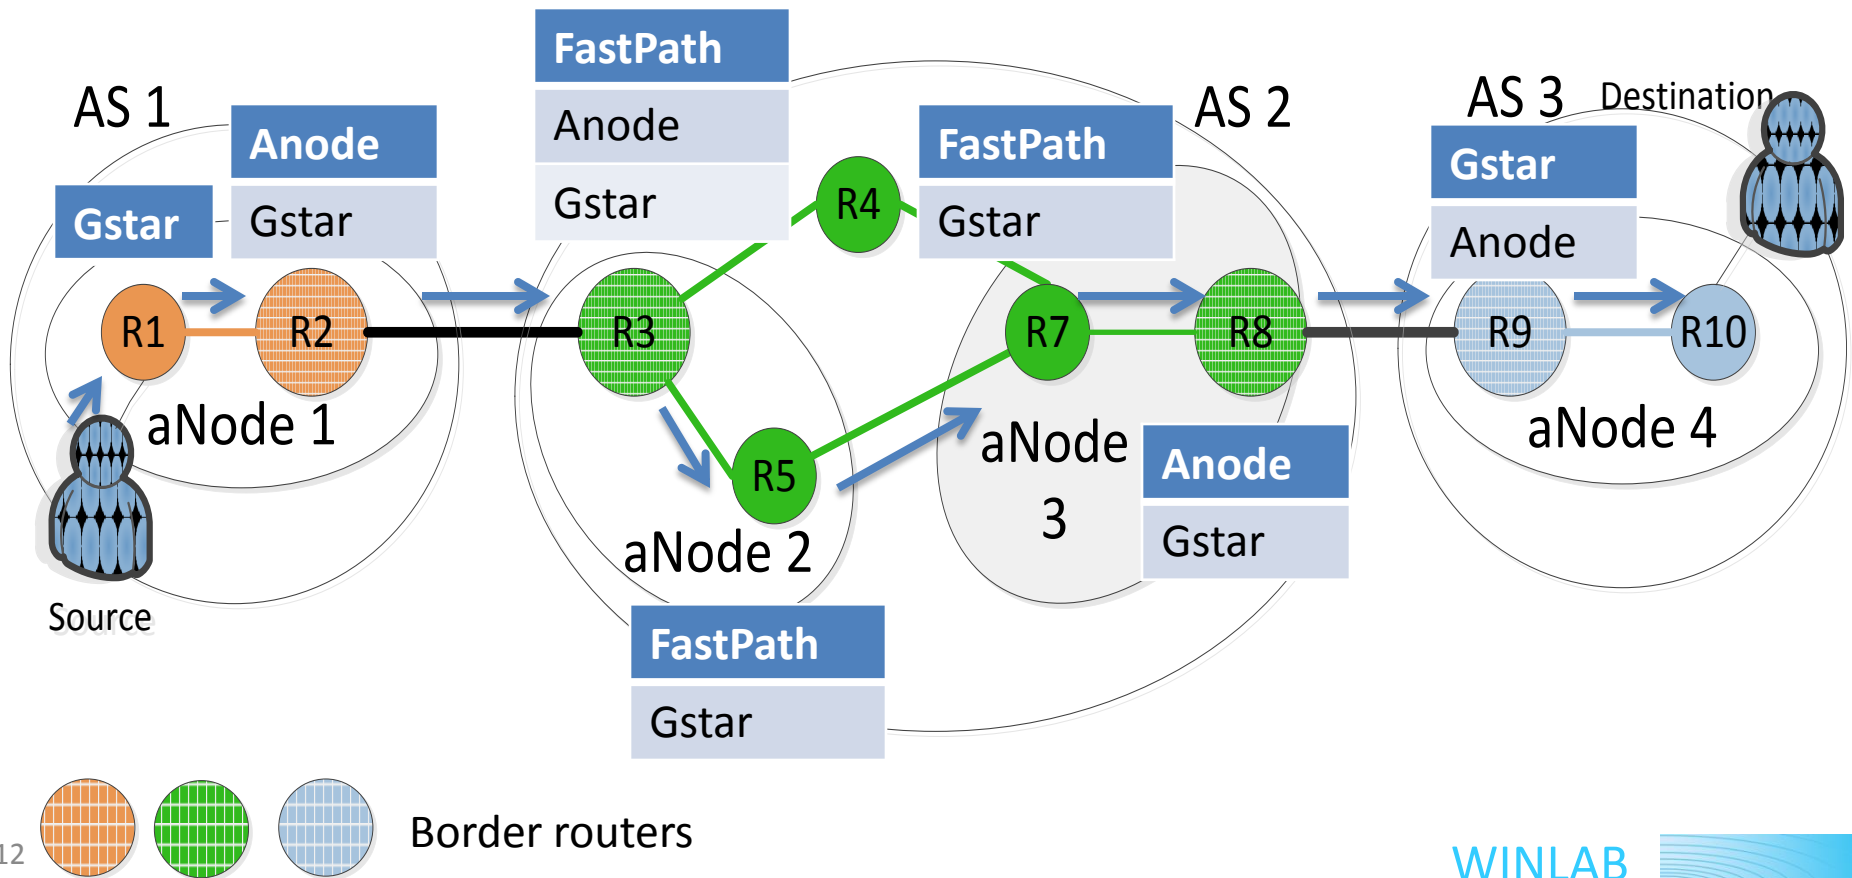 FastPath
Anode
Gstar
AS 1
Anode
Gstar
Gstar
FastPath
Gstar
AS 2
AS 3
Destination
Gstar
Anode
R1
R2
R3
R4
R5
R7
R8
R9
R10
aNode 1
aNode 2
aNode
3
aNode 4
Anode
Gstar
Source
FastPath
Gstar
Border routers
12
WINLAB